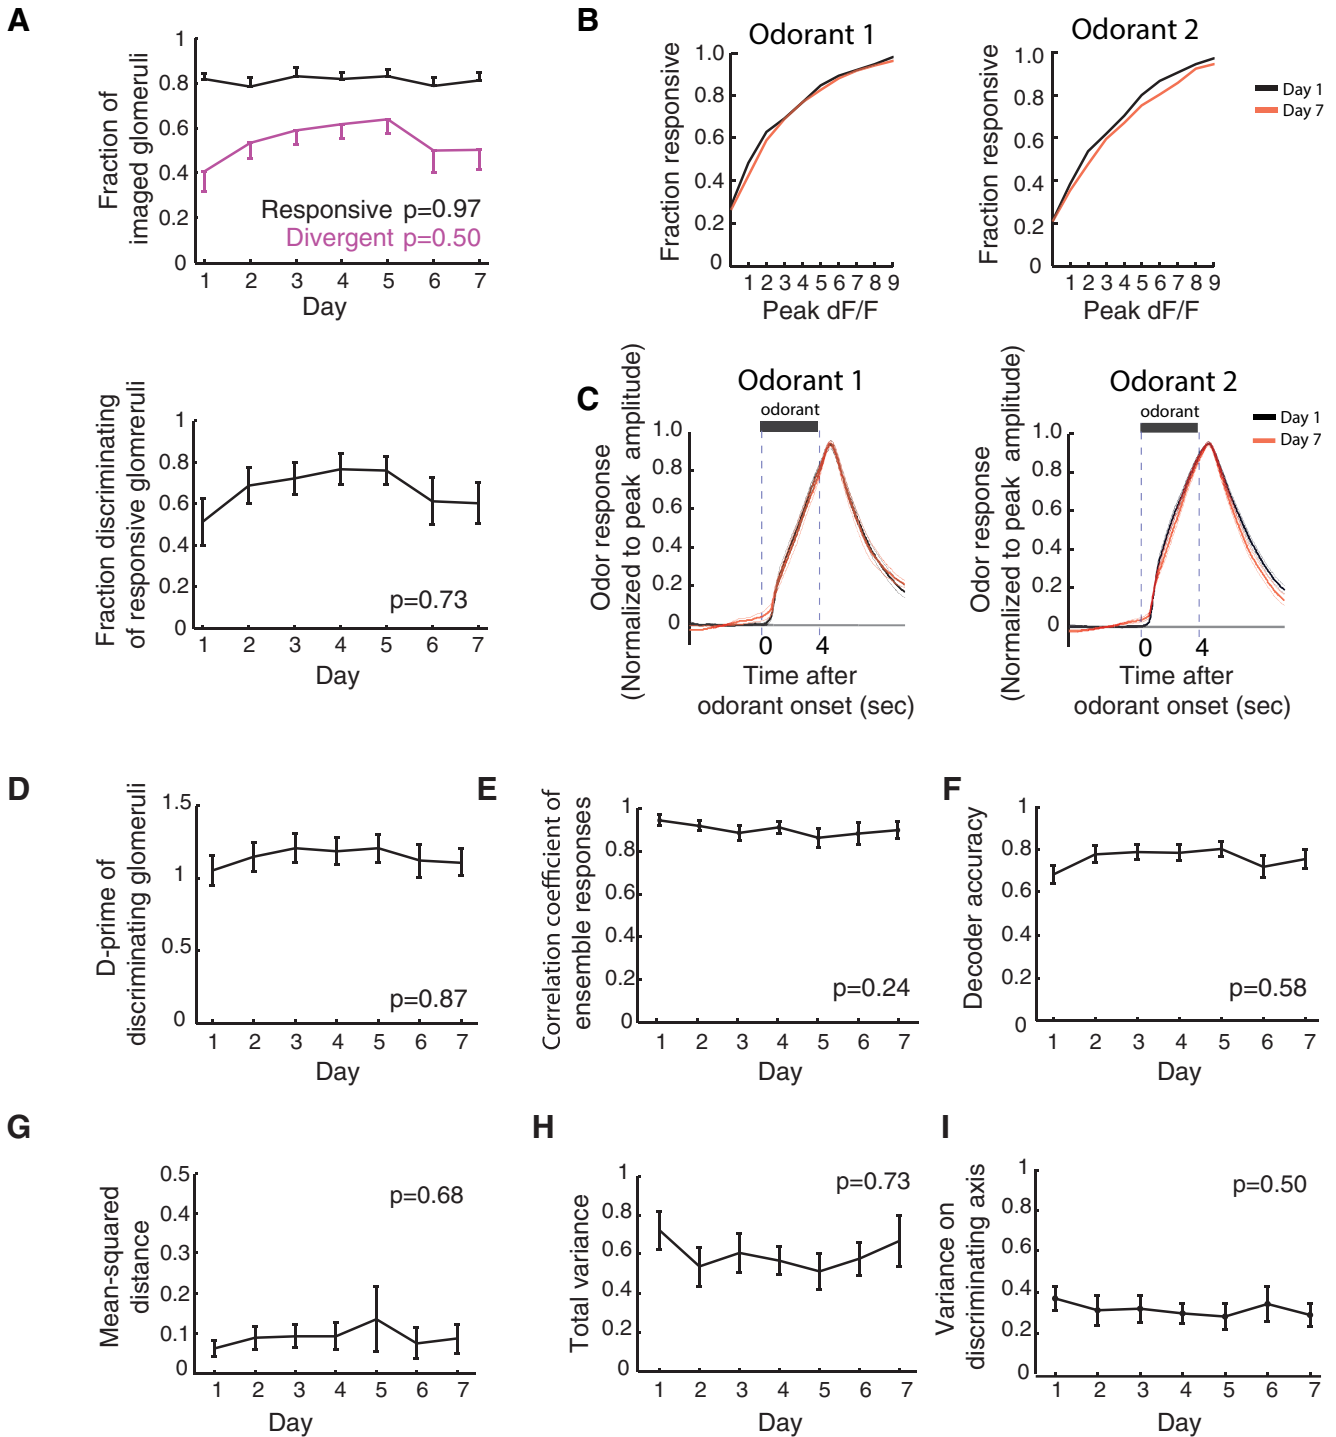 A
Fraction of
imaged glomeruli
1
0.8
0.6
0.4
0.2
0
Responsive p=0.97
Divergent p=0.50
1 2 3 4 5 6 7
Day
Fraction discriminating
of responsive glomreruli
1
0.8
0.6
0.4
0.2
0
p=0.73
1 2 3 4 5 6 7
Day
B
Odorant 1
Fraction responsive
1.0
0.8
0.6
0.4
0.2
0
1 2 3 4 5 6 7 8 9
Peak dF/F
Odorant 2
Fraction responsive
1.0
0.8
0.6
0.4
0.2
0
1 2 3 4 5 6 7 8 9
Peak dF/F
Day 1
Day 7
C
Odorant 1
odorant
Odor response
(Normalized to peak amplitude)
1.0
0.8
0.6
0.4
0.2
0
0 4
Time after
odorant onset (sec)
Odorant 2
odorant
Odor response
(Normalized to peak amplitude)
1.0
0.8
0.6
0.4
0.2
0
0 4
Time after
odorant onset (sec)
Day 1
Day 7
D
D-prime of
discriminating glomeruli
1.5
1
0.5
0
p=0.87
1 2 3 4 5 6 7
Day
E
Correlation coefficient of
ensemble responses
1
0.8
0.6
0.4
0.2
0
p=0.24
1 2 3 4 5 6 7
Day
F
Decoder accuracy
1
0.8
0.6
0.4
0.2
0
p=0.58
1 2 3 4 5 6 7
Day
G
Mean-squared
distance
0.5
0.4
0.3
0.2
0.1
0
p=0.68
1 2 3 4 5 6 7
Day
H
Total variance
1
0.8
0.6
0.4
0.2
0
p=0.73
1 2 3 4 5 6 7
Day
I
Variance on
discriminating axis
1
0.8
0.6
0.4
0.2
0
p=0.50
1 2 3 4 5 6 7
Day